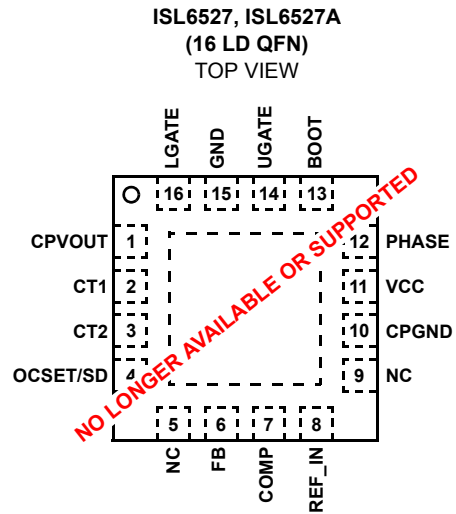 ISL6527, ISL6527A
(16 LD QFN)
TOP VIEW
LGATE
GND
UGATE
BOOT
16
15
14
13
CPVOUT 1
12 PHASE
CT1 2
11 VCC
CT2 3
10 CPGND
OCSET/SD 4
9 NC
5
6
7
8
NC
FB
COMP
REF_IN
NO LONGER AVAILABLE OR SUPPORTED